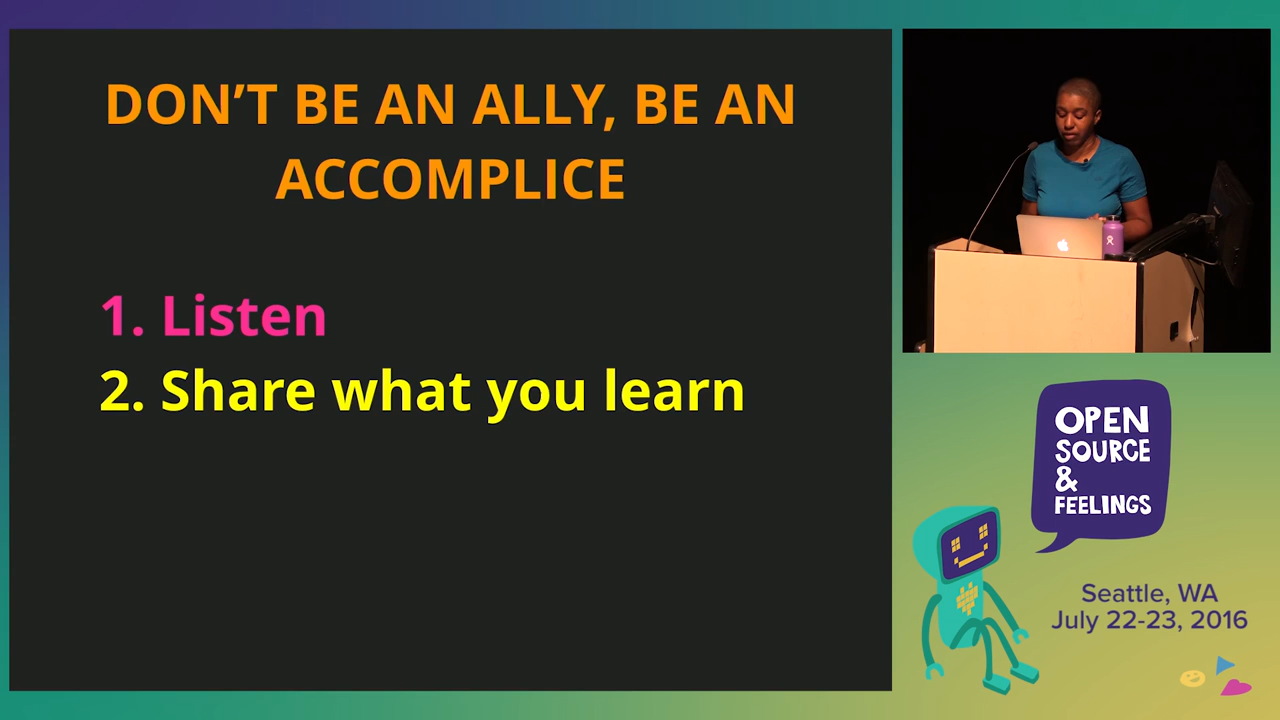 DON’T BE AN ALLY, BE AN
ACCOMPLICE
1. Listen
2. Share what you learn
OPEN
SOURCE
&
FEELINGS
Seattle, WA
July 22-23, 2016